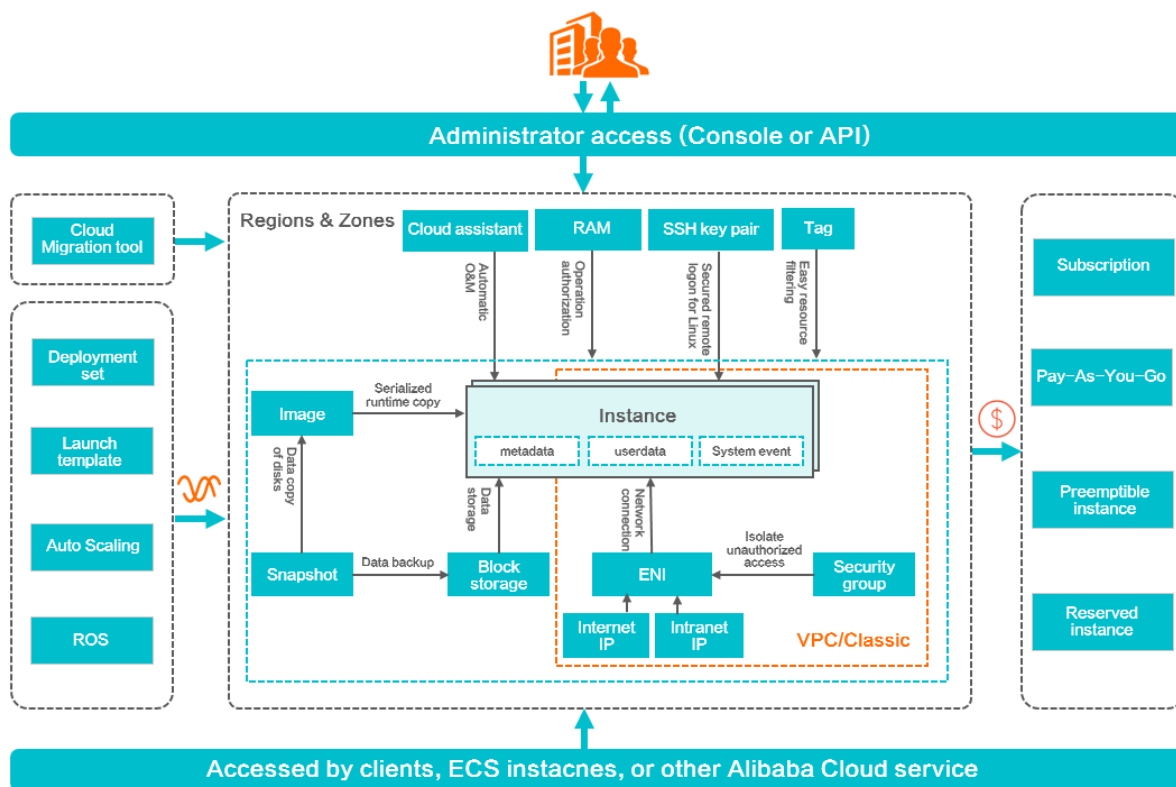 Administrator access (Console or API)
Cloud
Migration tool
Deployment
set
Launch
template
Auto Scaling
ROS
Regions & Zones
Cloud assistant
RAM
SSH key pair
Tag
Automatic
O&M
Operation
authorization
Secured remote
logon for Linux
Easy resource
filtering
Image
Serialized
runtime copy
Instance
metadata
userdata
System event
Data copy
of disks
Data
storage
Network
connection
Snapshot
Data backup
Block
storage
ENI
Isolate
unauthorized
access
Security
group
Internet
IP
Intranet
IP
VPC/Classic
$
Subscription
Pay-As-You-Go
Preemptible
instance
Reserved
instance
Accessed by clients, ECS instacnes, or other Alibaba Cloud service